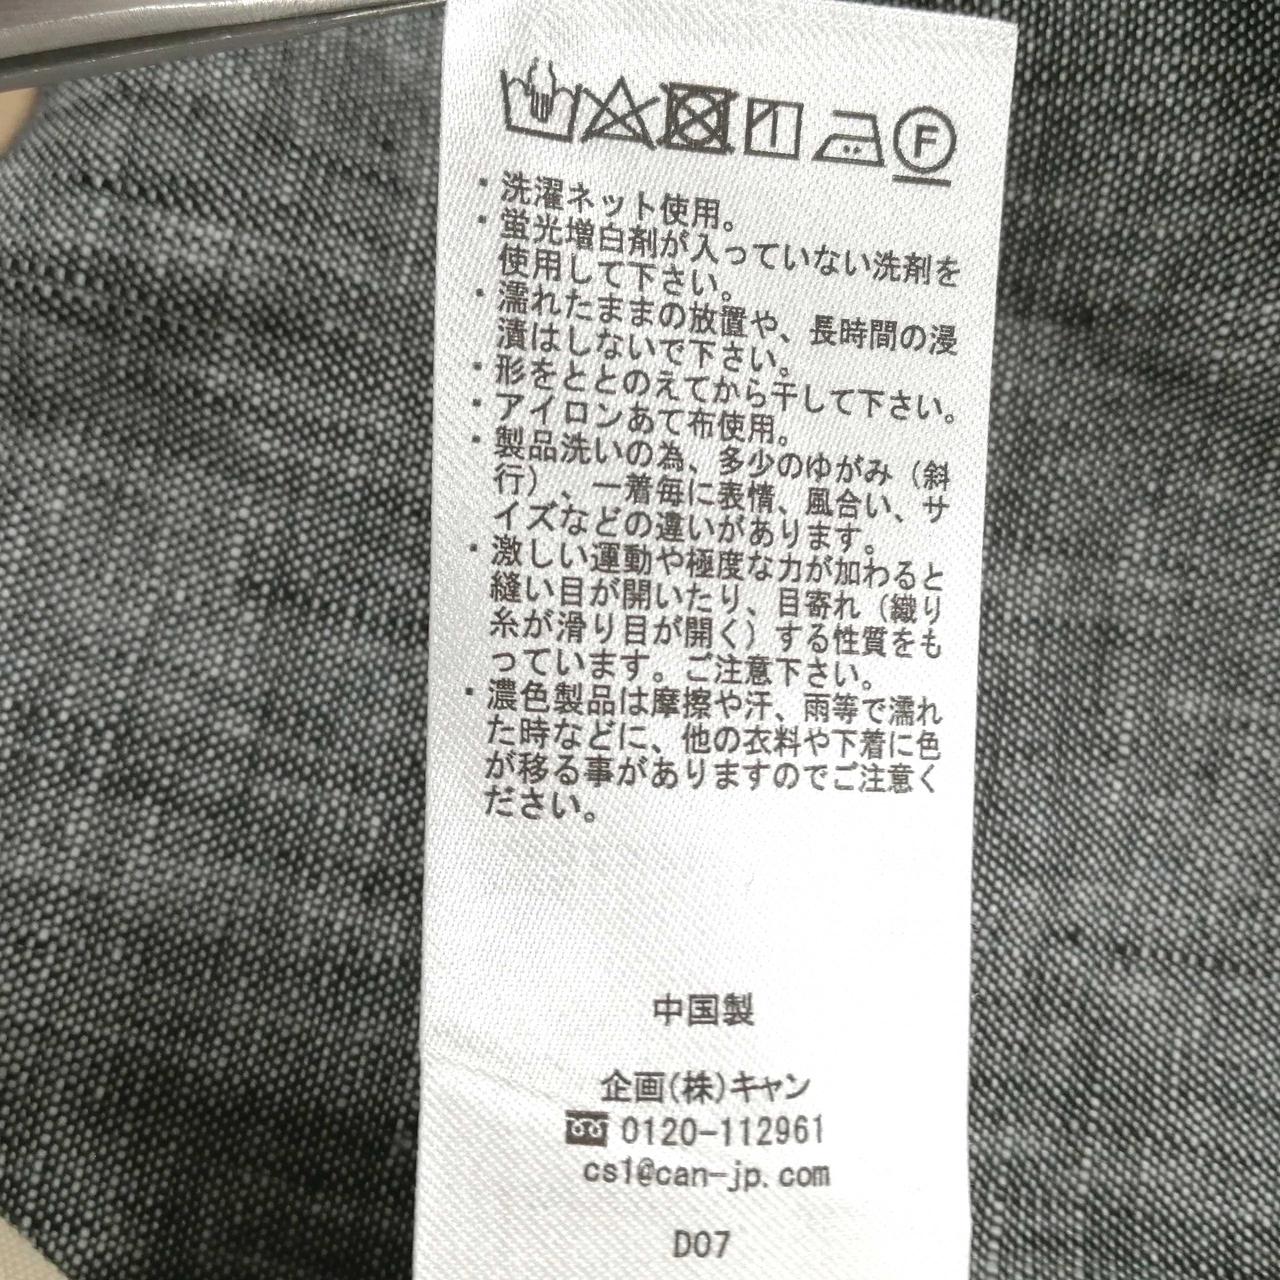 F
・洗濯ネット使用。
・蛍光増白剤が入っていない洗剤を
使用して下さい。
・濡れたままの放置や、長時間の浸
漬はしないで下さい。
・形をととのえてから干して下さい。
・アイロンあて布使用。
・製品洗いの為、多少のゆがみ（斜
行）、一着毎に表情、風合い、サ
イズなどの違いがあります。
・激しい運動や極度な力が加わると
縫い目が開いたり、目寄れ（織り
糸が滑り目が開く）する性質をも
っています。ご注意下さい。
・濃色製品は摩擦や汗、雨等で濡れ
た時などに、他の衣料や下着に色
が移る事がありますのでご注意く
ださい。
中国製
企画(株)キャン
0120-112961
cs1@can-jp.com
D07